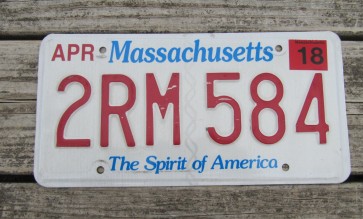 APR Massachusetts 18
2RM 584
The Spirit of America